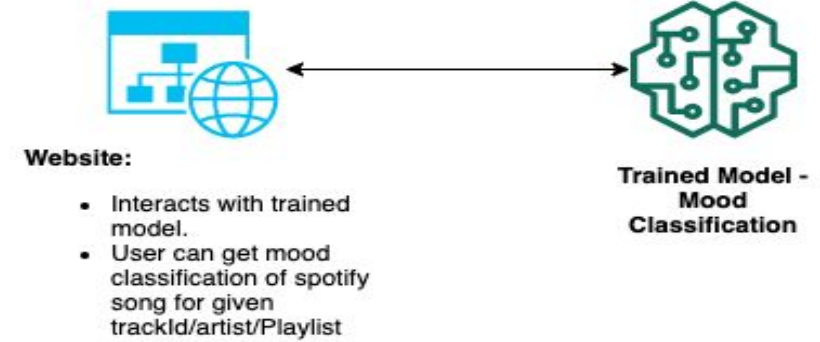 Website:
• Interacts with trained
model.
• User can get mood
classification of spotify
song for given
trackId/artist/Playlist
Trained Model -
Mood
Classification